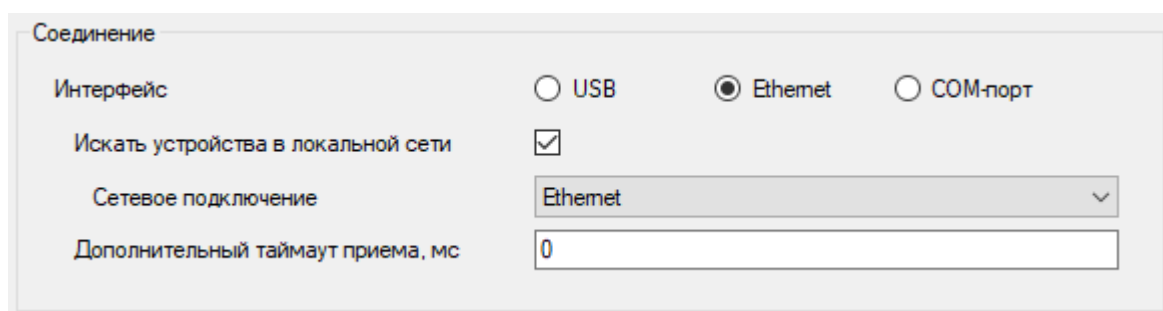 Соединение
Интерфейс USB Ethernet COM-порт
Искать устройства в локальной сети
Сетевое подключение Ethernet
Дополнительный таймаут приема, мс 0